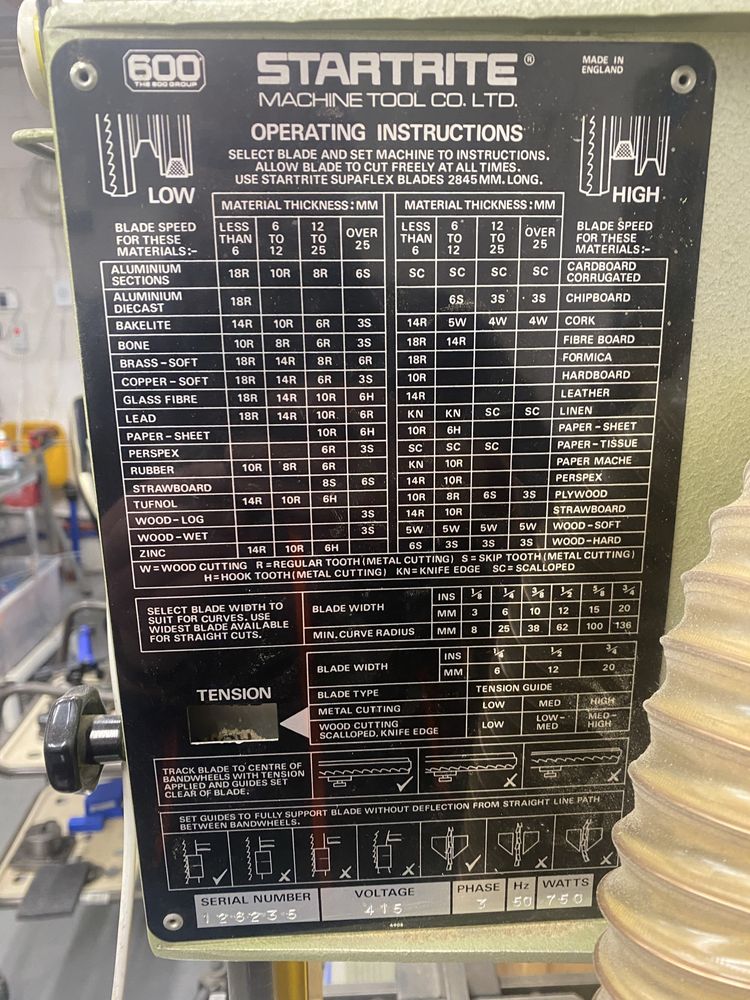 600
THE 600 GROUP
STARTRITE®
MADE IN
ENGLAND
MACHINE TOOL CO. LTD.
OPERATING INSTRUCTIONS
SELECT BLADE AND SET MACHINE TO INSTRUCTIONS.
ALLOW BLADE TO CUT FREELY AT ALL TIMES.
USE STARTRITE SUPAFLEX BLADES 2845 MM. LONG.
LOW
HIGH
BLADE SPEED
FOR THESE
MATERIALS:-
MATERIAL THICKNESS: MM
LESS THAN 6 6 TO 12 12 TO 25 OVER 25
ALUMINIUM SECTIONS 18R 10R 8R 6S
ALUMINIUM DIECAST 18R
BAKELITE 14R 10R 6R 3S
BONE 10R 8R 6R 3S
BRASS-SOFT 18R 14R 8R 6R
COPPER-SOFT 18R 14R 6R 3S
GLASS FIBRE 18R 14R 10R 6H
LEAD 18R 14R 10R 6R
PAPER-SHEET 10R 6H
PERSPEX 6R 3S
RUBBER 10R 8R 6R
STRAWBOARD 8S 6S
TUFNOL 14R 10R 6H
WOOD-LOG 3S
WOOD-WET 3S
ZINC 14R 10R 6H
MATERIAL THICKNESS: MM
LESS THAN 6 6 TO 12 12 TO 25 OVER 25
BLADE SPEED
FOR THESE
MATERIALS:-
SC SC SC SC CARDBOARD CORRUGATED
6S 3S 3S CHIPBOARD
14R 5W 4W 4W CORK
18R 14R FIBRE BOARD
18R FORMICA
10R HARDBOARD
14R LEATHER
KN KN SC SC LINEN
10R 6H PAPER-SHEET
SC SC SC PAPER-TISSUE
KN 10R PAPER MACHE
14R 10R PERSPEX
10R 8R 6S 3S PLYWOOD
14R 10R STRAWBOARD
5W 5W 5W 5W WOOD-SOFT
6S 3S 3S 3S WOOD-HARD
W=WOOD CUTTING R=REGULAR TOOTH (METAL CUTTING) S=SKIP TOOTH (METAL CUTTING)
H=HOOK TOOTH (METAL CUTTING) KN=KNIFE EDGE SC=SCALLOPED
SELECT BLADE WIDTH TO
SUIT FOR CURVES. USE
WIDEST BLADE AVAILABLE
FOR STRAIGHT CUTS.
BLADE WIDTH INS 1/8 1/4 3/8 1/2 5/8 3/4
MM 3 6 10 12 15 20
MIN. CURVE RADIUS MM 8 25 38 62 100 136
BLADE WIDTH INS 1/4 1/2 3/4
MM 6 12 20
BLADE TYPE TENSION GUIDE
METAL CUTTING LOW MED HIGH
WOOD CUTTING SCALLOPED, KNIFE EDGE LOW LOW-MED MED-HIGH
TENSION
TRACK BLADE TO CENTRE OF
BANDWHEELS WITH TENSION
APPLIED AND GUIDES SET
CLEAR OF BLADE.
SET GUIDES TO FULLY SUPPORT BLADE WITHOUT DEFLECTION FROM STRAIGHT LINE PATH
BETWEEN BANDWHEELS.
SERIAL NUMBER VOLTAGE PHASE Hz WATTS
128235 415 3 50 750